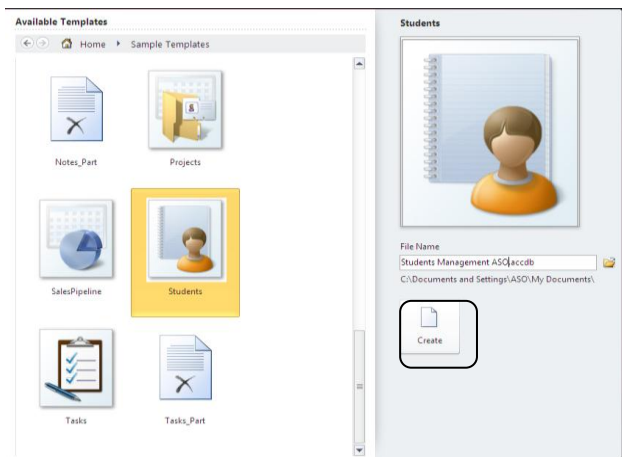 Available Templates
Home Sample Templates
Notes_Part
Projects
SalesPipeline
Students
Tasks
Tasks_Part
Students
File Name
Students Management ASO.accdb
C:\Documents and Settings\ASO\My Documents\
Create